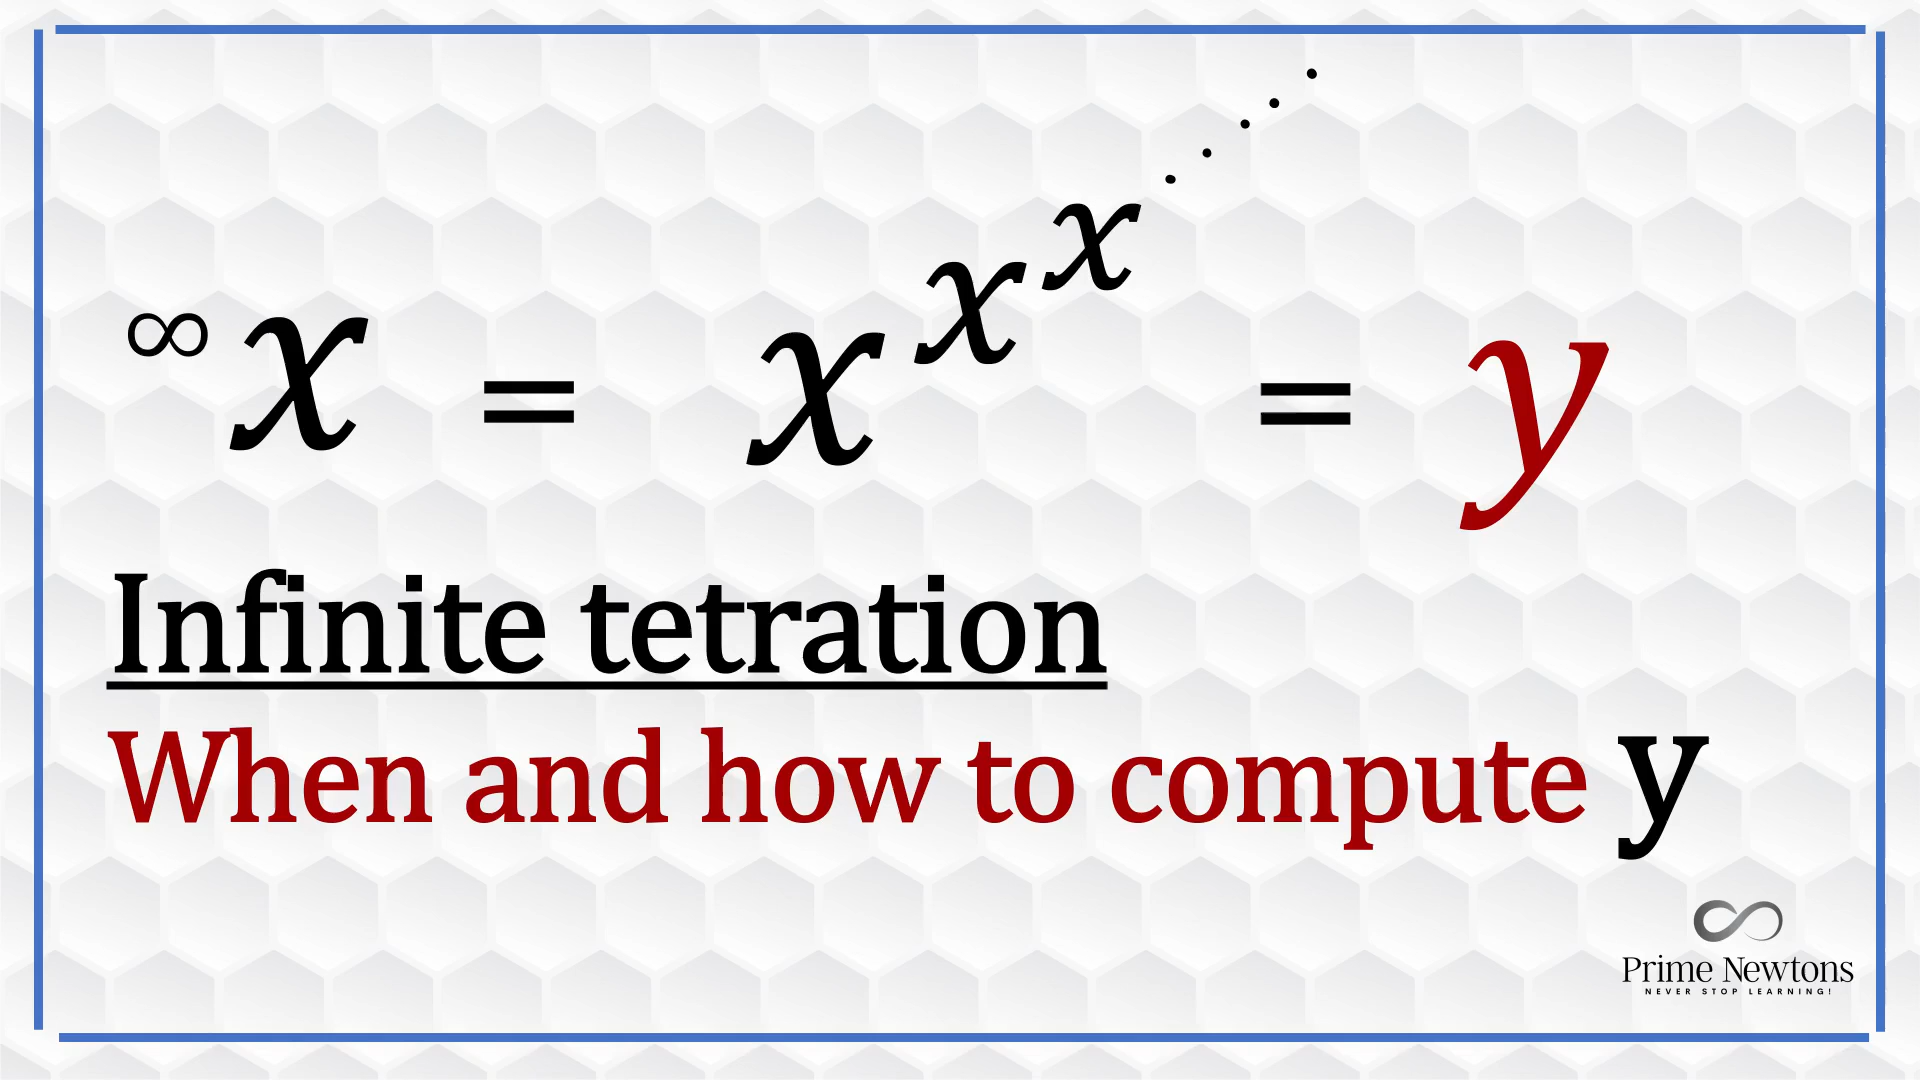 ∞x = x^x^x^..... = y
Infinite tetration
When and how to compute y
Prime Newtons
NEVER STOP LEARNING!